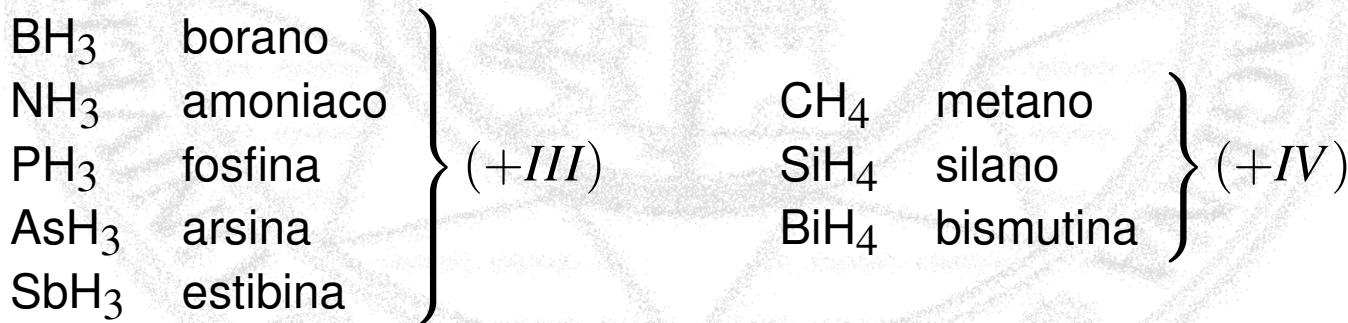 BH3 borano
NH3 amoniaco
PH3 fosfina
AsH3 arsina
SbH3 estibina
(+III)
CH4 metano
SiH4 silano
BiH4 bismutina
(+IV)